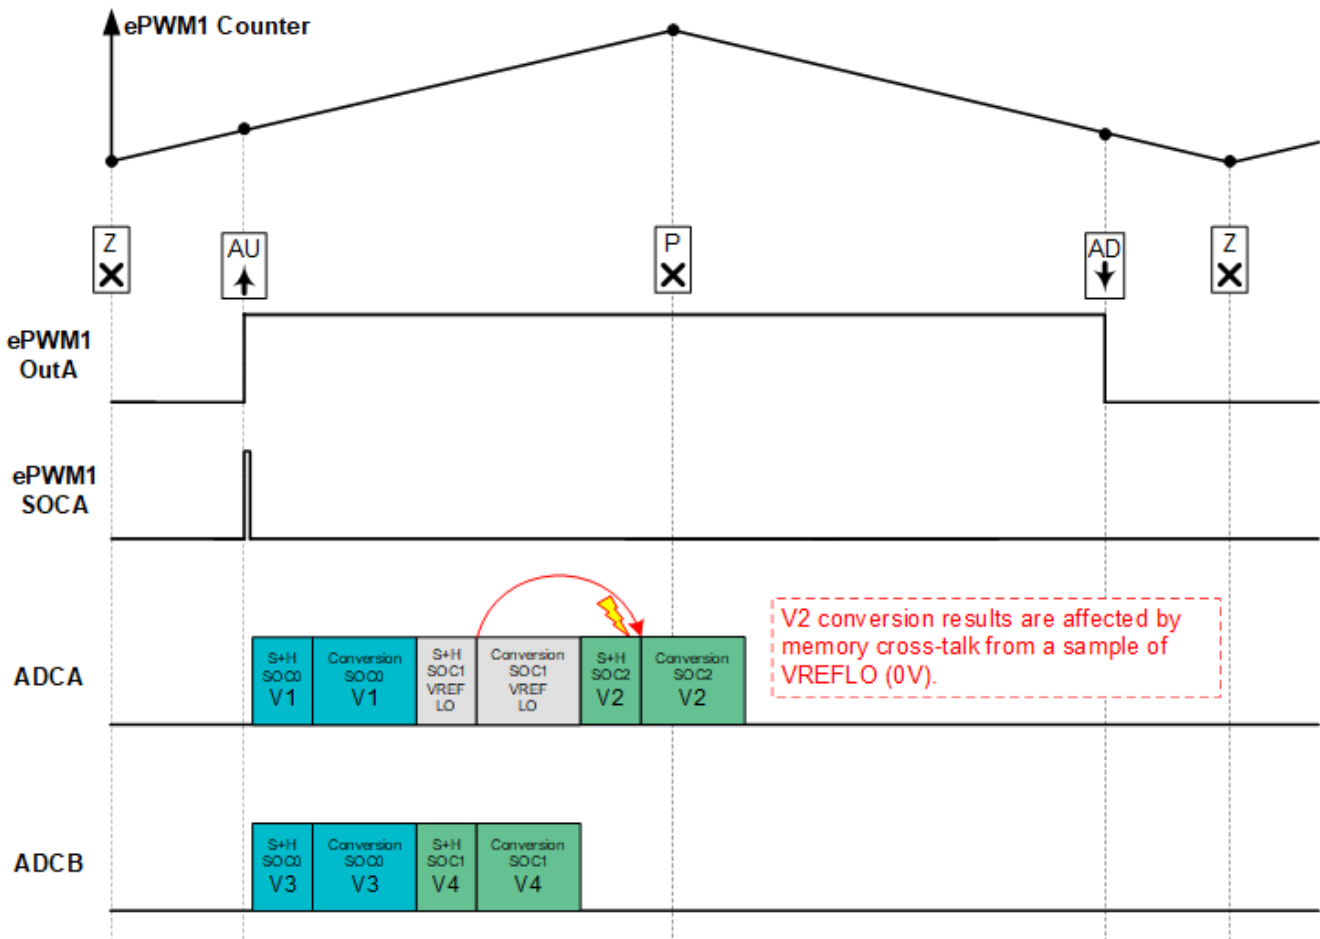 ePWM1 Counter
Z
AU
P
AD
Z
ePWM1
OutA
ePWM1
SOCA
V2 conversion results are affected by
memory cross-talk from a sample of
VREFLO (0V).
ADCA
S+H
SOC0
V1
Conversion
SOC0
V1
S+H
SOC1
VREF
LO
Conversion
SOC1
VREF
LO
S+H
SOC2
V2
Conversion
SOC2
V2
ADCB
S+H
SOC0
V3
Conversion
SOC0
V3
S+H
SOC1
V4
Conversion
SOC1
V4